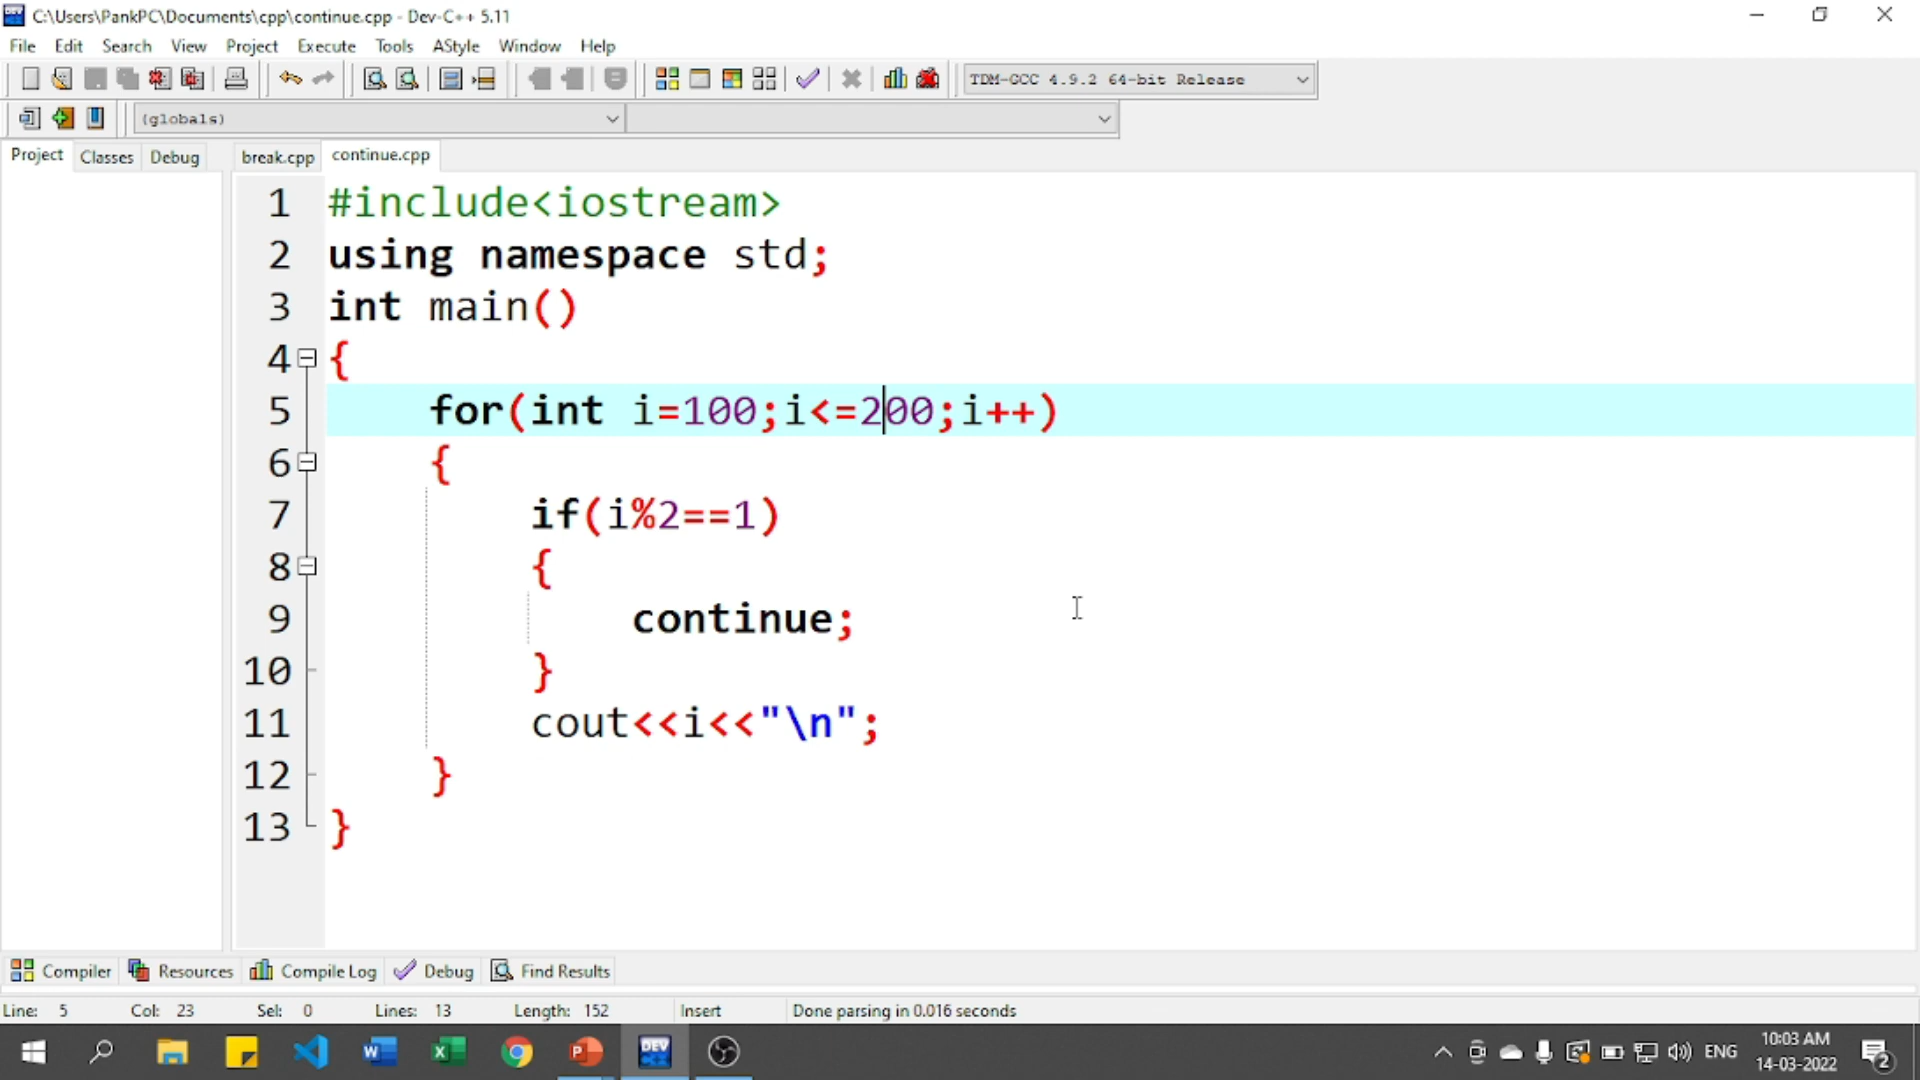 C:\Users\PankPC\Documents\cpp\continue.cpp - Dev-C++ 5.11
File Edit Search View Project Execute Tools AStyle Window Help
TDM-GCC 4.9.2 64-bit Release
(globals)
Project Classes Debug break.cpp continue.cpp
1 #include<iostream>
2 using namespace std;
3 int main()
4 {
5 for(int i=100;i<=200;i++)
6 {
7 if(i%2==1)
8 {
9 continue;
10 }
11 cout<<i<<"\n";
12 }
13 }
Compiler Resources Compile Log Debug Find Results
Line: 5 Col: 23 Sel: 0 Lines: 13 Length: 152 Insert Done parsing in 0.016 seconds
DEV
ENG
10:03 AM
14-03-2022
2